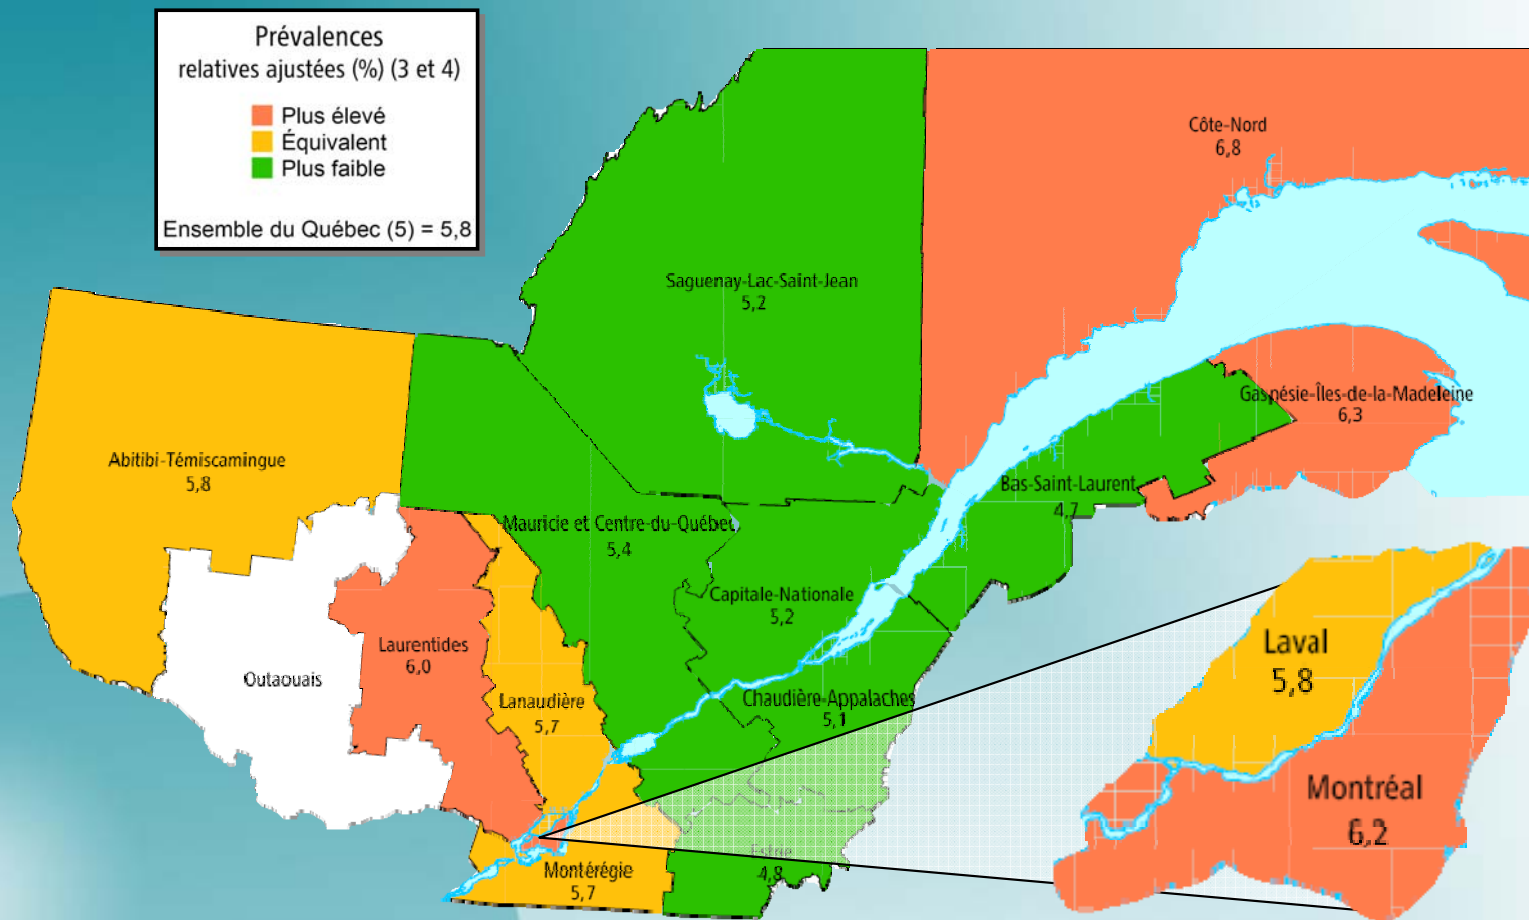 Prévalences
relatives ajustées (%) (3 et 4)
Plus élevé
Équivalent
Plus faible
Ensemble du Québec (5) = 5,8
Côte-Nord
6,8
Saguenay-Lac-Saint-Jean
5,2
Gaspésie-Îles-de-la-Madeleine
6,3
Abitibi-Témiscamingue
5,8
Bas-Saint-Laurent
4,7
Mauricie et Centre-du-Québec
5,4
Capitale-Nationale
5,2
Laurentides
6,0
Outaouais
Lanaudière
5,7
Chaudière-Appalaches
5,1
Laval
5,8
Montréal
6,2
Estrie
4,8
Montérégie
5,7